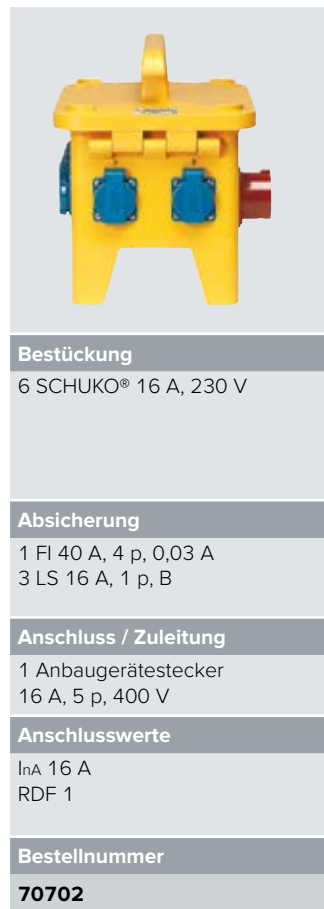 Bestückung
6 SCHUKO® 16 A, 230 V
Absicherung
1 FI 40 A, 4 p, 0,03 A
3 LS 16 A, 1 p, B
Anschluss / Zuleitung
1 Anbaugerätestecker
16 A, 5 p, 400 V
Anschlusswerte
InA 16 A
RDF 1
Bestellnummer
70702